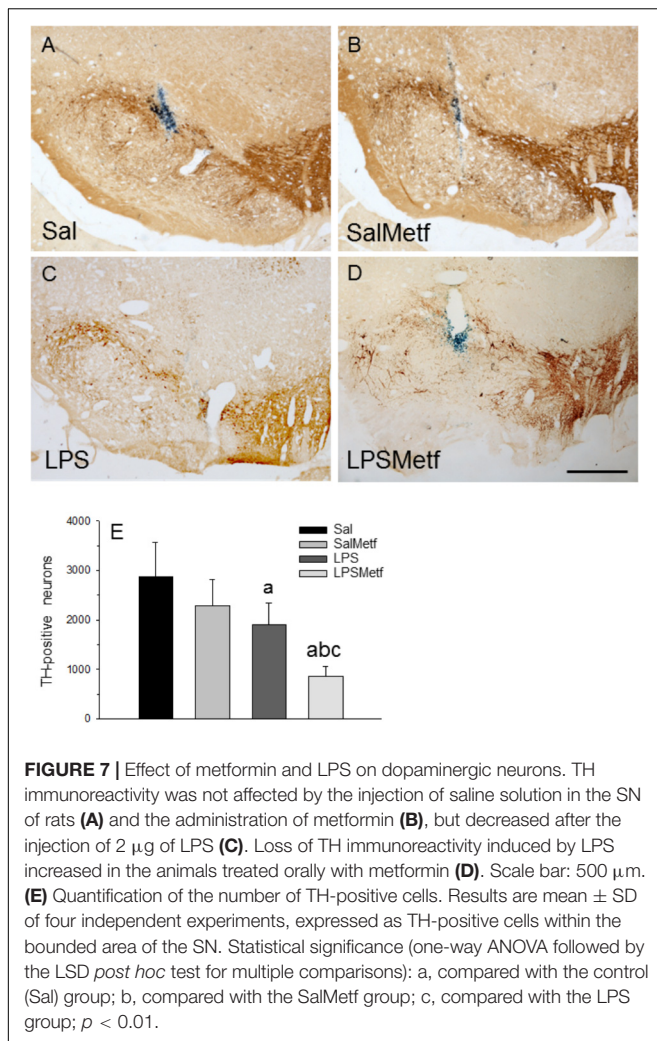 A
B
Sal
SalMetf
C
D
LPS
LPSMetf
E
Sal
SalMetf
LPS
LPSMetf
4000
3000
2000
1000
0
TH-positive neurons
a
abc
FIGURE 7 | Effect of metformin and LPS on dopaminergic neurons. TH
immunoreactivity was not affected by the injection of saline solution in the SN
of rats (A) and the administration of metformin (B), but decreased after the
injection of 2 μg of LPS (C). Loss of TH immunoreactivity induced by LPS
increased in the animals treated orally with metformin (D). Scale bar: 500 μm.
(E) Quantification of the number of TH-positive cells. Results are mean ± SD
of four independent experiments, expressed as TH-positive cells within the
bounded area of the SN. Statistical significance (one-way ANOVA followed by
the LSD post hoc test for multiple comparisons): a, compared with the control
(Sal) group; b, compared with the SalMetf group; c, compared with the LPS
group; p < 0.01.